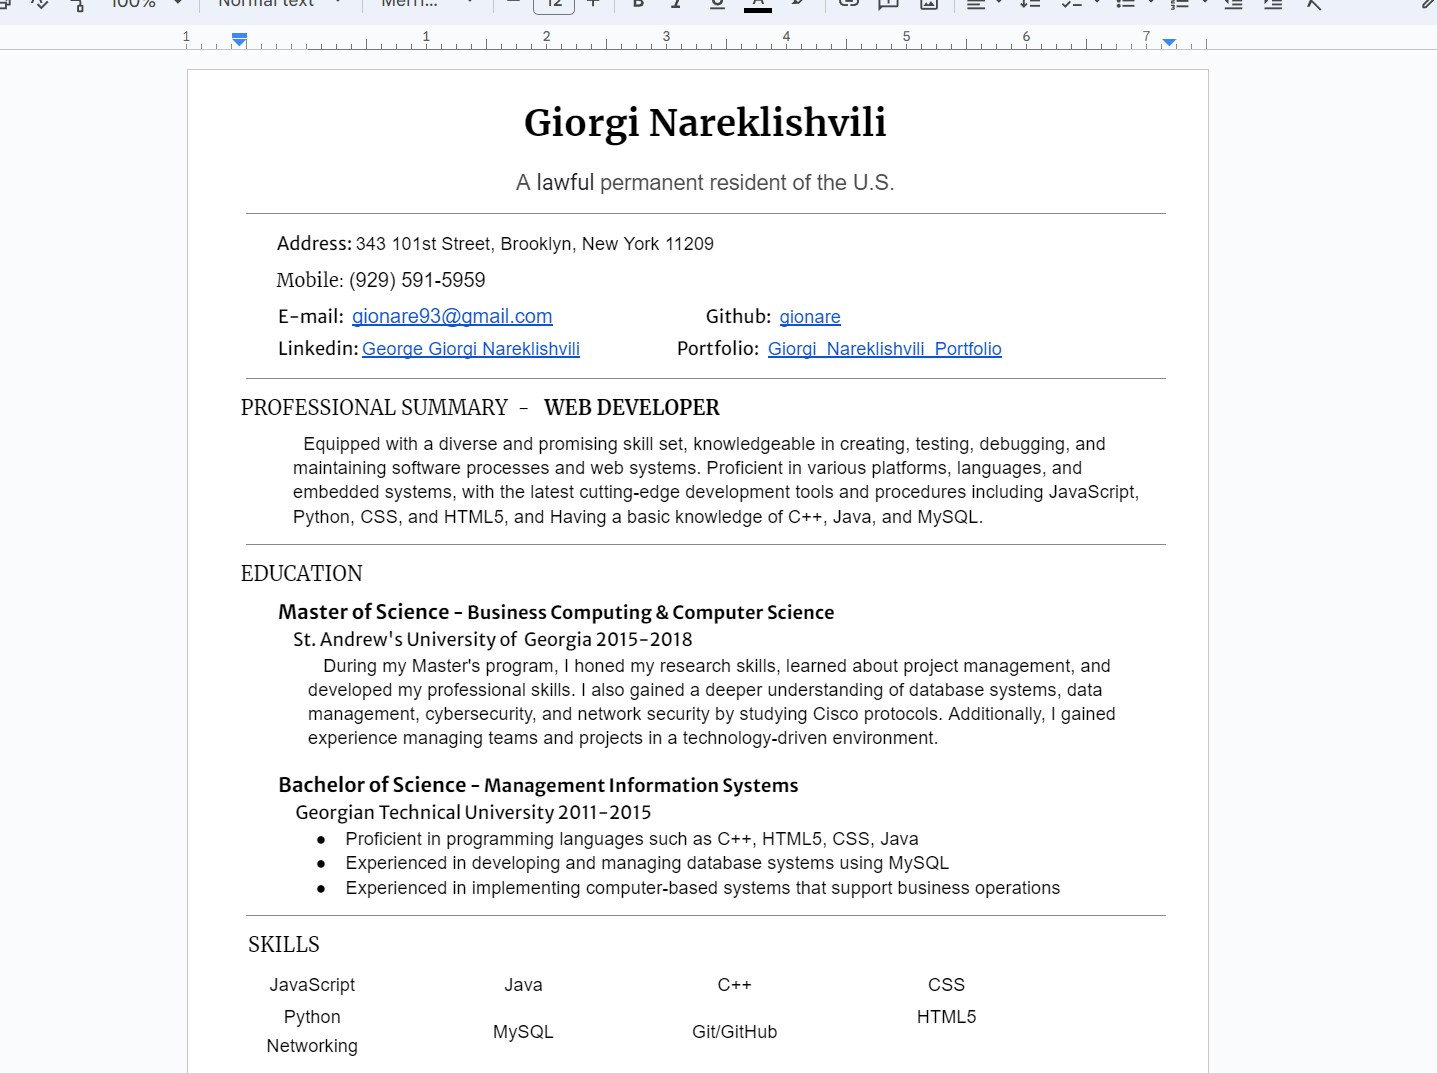 100%
Normal text
Merri...
12
B
1 1 2 3 4 5 6 7
Giorgi Nareklishvili
A lawful permanent resident of the U.S.
Address: 343 101st Street, Brooklyn, New York 11209
Mobile: (929) 591-5959
E-mail: gionare93@gmail.com Github: gionare
Linkedin: George Giorgi Nareklishvili Portfolio: Giorgi_Nareklishvili_Portfolio
PROFESSIONAL SUMMARY - WEB DEVELOPER
Equipped with a diverse and promising skill set, knowledgeable in creating, testing, debugging, and
maintaining software processes and web systems. Proficient in various platforms, languages, and
embedded systems, with the latest cutting-edge development tools and procedures including JavaScript,
Python, CSS, and HTML5, and Having a basic knowledge of C++, Java, and MySQL.
EDUCATION
Master of Science - Business Computing & Computer Science
St. Andrew's University of Georgia 2015-2018
During my Master's program, I honed my research skills, learned about project management, and
developed my professional skills. I also gained a deeper understanding of database systems, data
management, cybersecurity, and network security by studying Cisco protocols. Additionally, I gained
experience managing teams and projects in a technology-driven environment.
Bachelor of Science - Management Information Systems
Georgian Technical University 2011-2015
● Proficient in programming languages such as C++, HTML5, CSS, Java
● Experienced in developing and managing database systems using MySQL
● Experienced in implementing computer-based systems that support business operations
SKILLS
JavaScript Java C++ CSS
Python HTML5
MySQL Git/GitHub
Networking